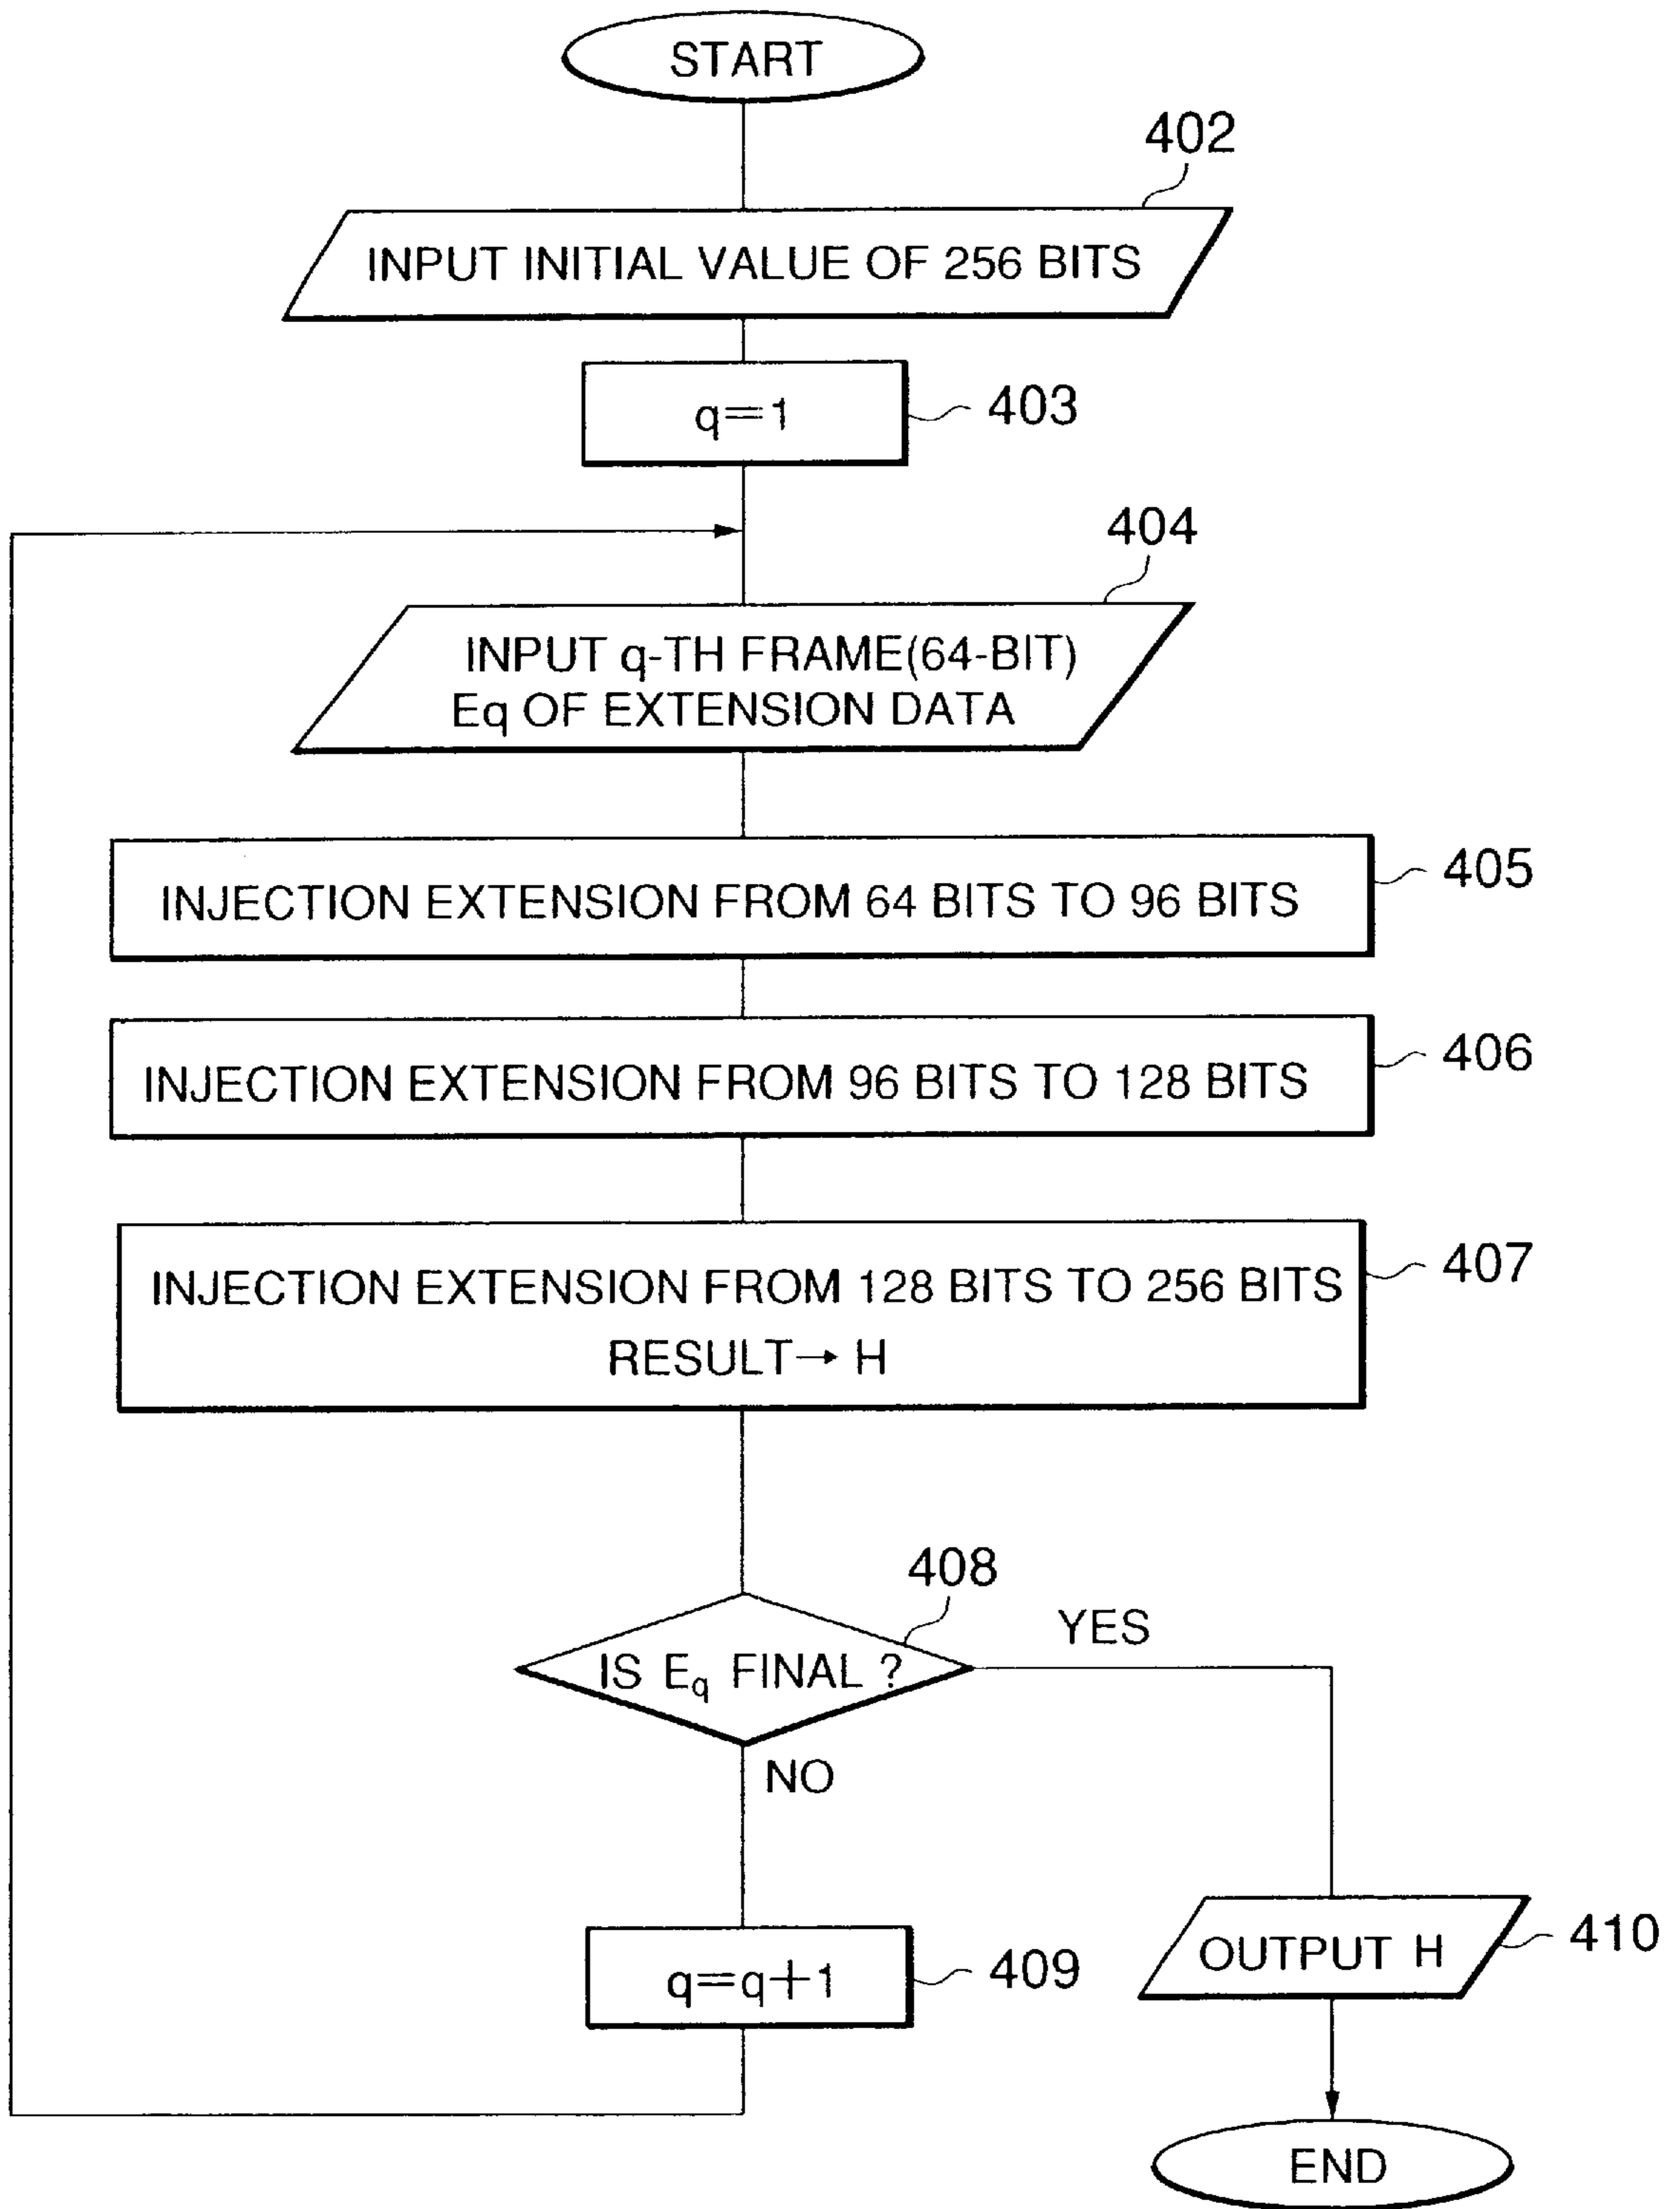 START
402
INPUT INITIAL VALUE OF 256 BITS
q=1
403
404
INPUT q-TH FRAME(64-BIT)
Eq OF EXTENSION DATA
INJECTION EXTENSION FROM 64 BITS TO 96 BITS
405
INJECTION EXTENSION FROM 96 BITS TO 128 BITS
406
INJECTION EXTENSION FROM 128 BITS TO 256 BITS
RESULT→ H
407
408
YES
IS Eq FINAL ?
NO
OUTPUT H
410
q=q+1
409
END